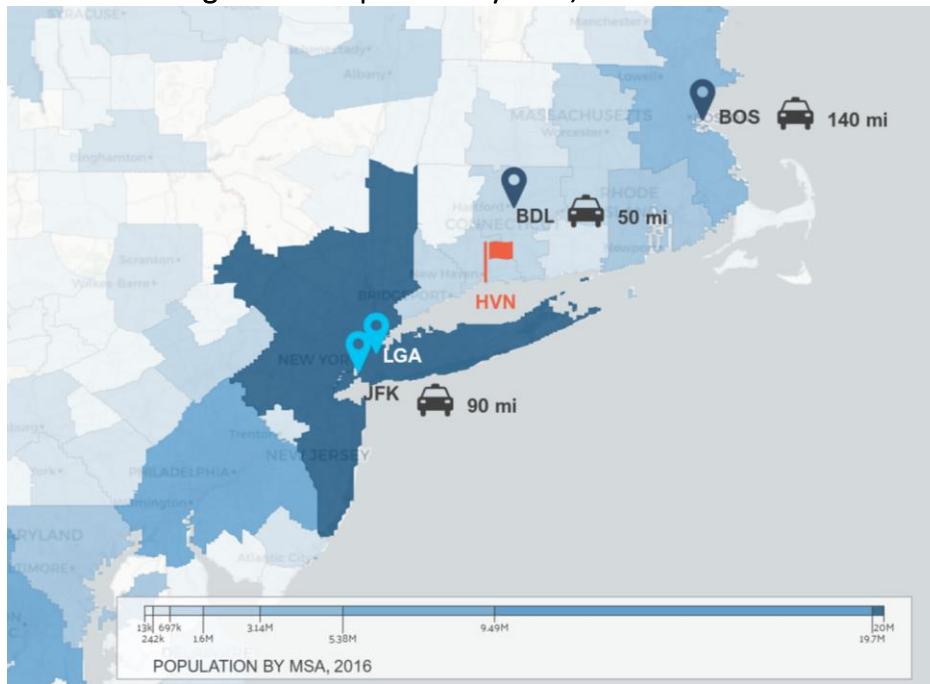 SYRACUSE
Manchester
Albany
Lowell
MASSACHUSETTS
BOS 140 mi
Worcester
Binghamton
RHODE
Hartford
BDL 50 mi
CONNECTICUT
Newport
Scranton
New Haven
Wilkes-Barre
BRIDGEPORT
HVN
LGA
NEW YOR
JFK
90 mi
Trenton
NEW JERSEY
York
PHILADELPHIA
Wilmington
ARYLAND
Atlantic City
TIMORE
13k 697k 3.14M 9.49M 20M
242k 1.6M 5.38M 19.7M
POPULATION BY MSA, 2016